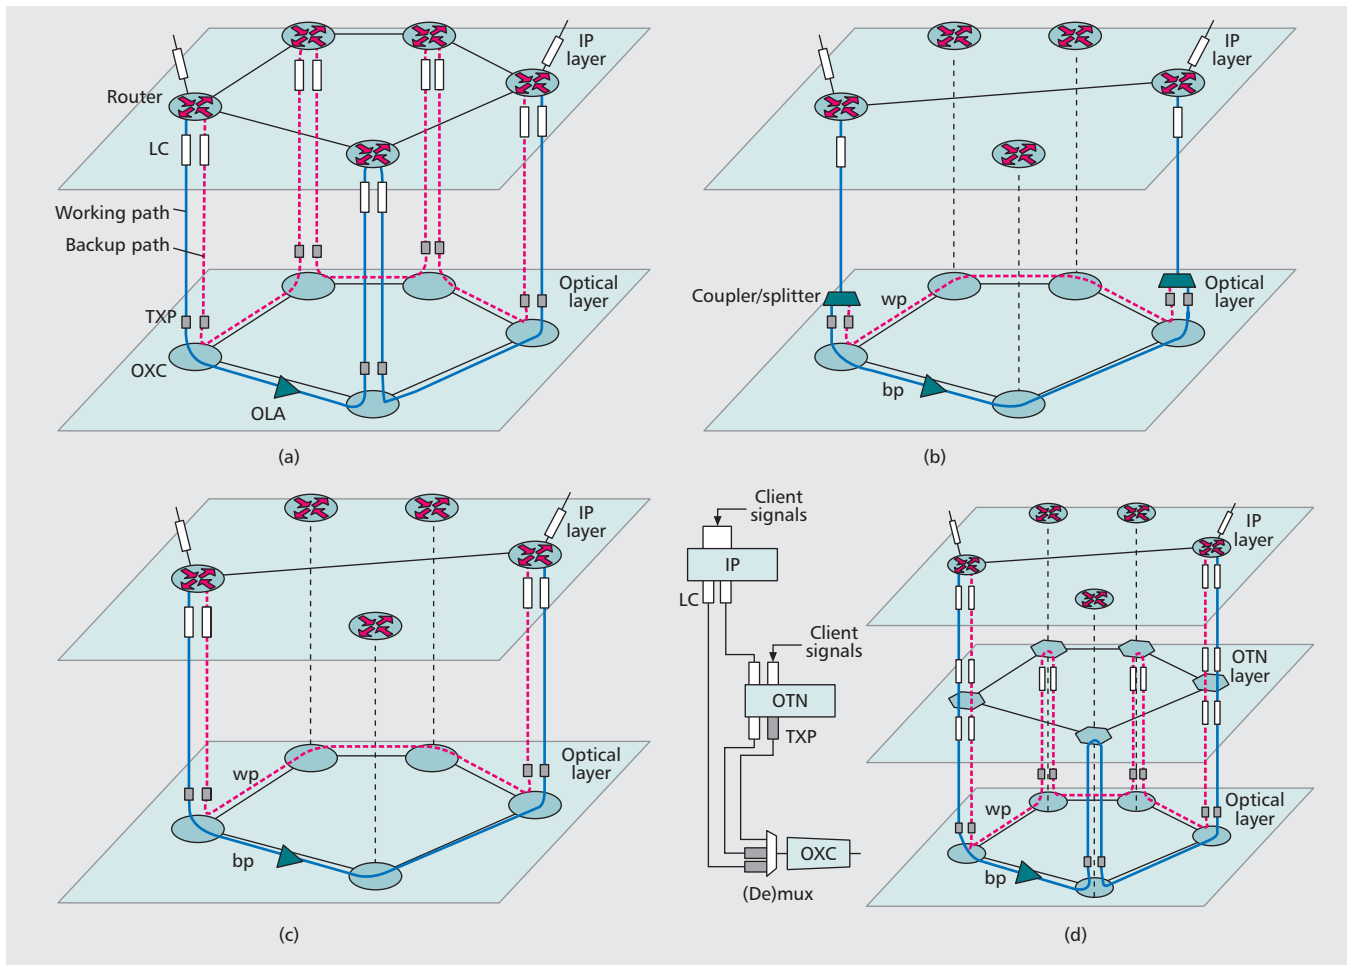 IP
layer
Router
LC
Working path
Backup path
Optical
layer
TXP
OXC
OLA
(a)
IP
layer
Coupler/splitter
wp
Optical
layer
bp
(b)
IP
layer
Optical
layer
wp
bp
(c)
Client
signals
IP
LC
Client
signals
OTN
TXP
OXC
(De)mux
IP
layer
OTN
layer
wp
Optical
layer
bp
(d)